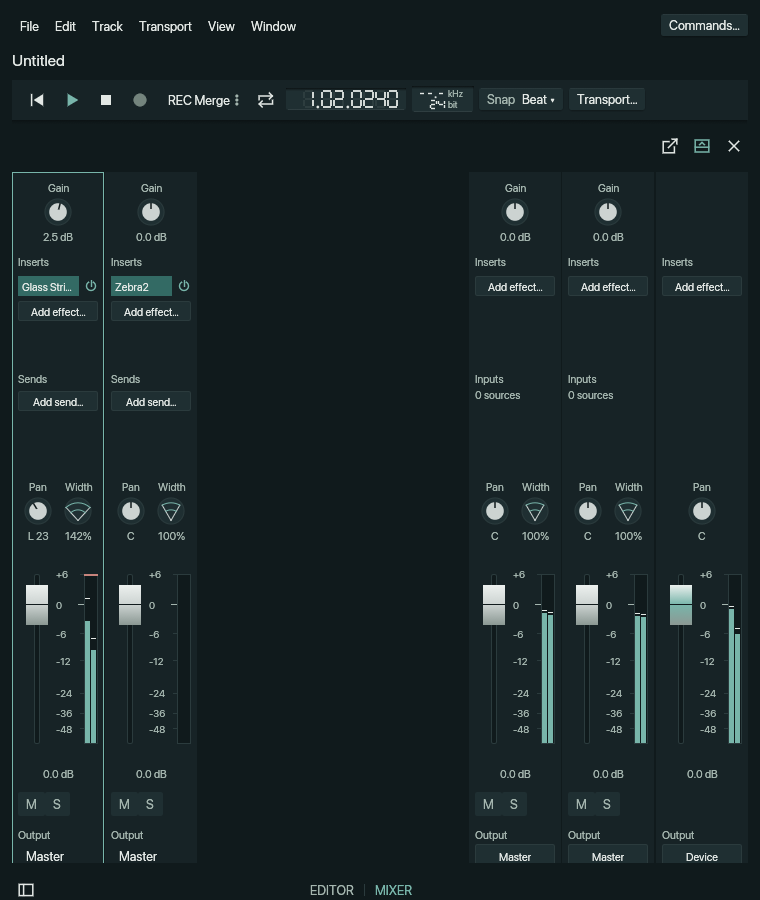 File Edit Track Transport View Window Commands...
Untitled
REC Merge 1.02.0240 --.- kHz Snap Beat Transport...
24 bit
Gain Gain Gain Gain
2.5 dB 0.0 dB 0.0 dB 0.0 dB
Inserts Inserts Inserts Inserts Inserts
Glass Stri... Zebra2 Add effect... Add effect... Add effect...
Add effect... Add effect...
Sends Sends Inputs Inputs
Add send... Add send... 0 sources 0 sources
Pan Width Pan Width Pan Width Pan Width Pan
L 23 142% C 100% C 100% C 100% C
+6 +6 +6 +6 +6
0 0 0 0 0
-6 -6 -6 -6 -6
-12 -12 -12 -12 -12
-24 -24 -24 -24 -24
-36 -36 -36 -36 -36
-48 -48 -48 -48 -48
0.0 dB 0.0 dB 0.0 dB 0.0 dB 0.0 dB
M S M S M S M S
Output Output Output Output Output
Master Master Master Master Device
EDITOR MIXER